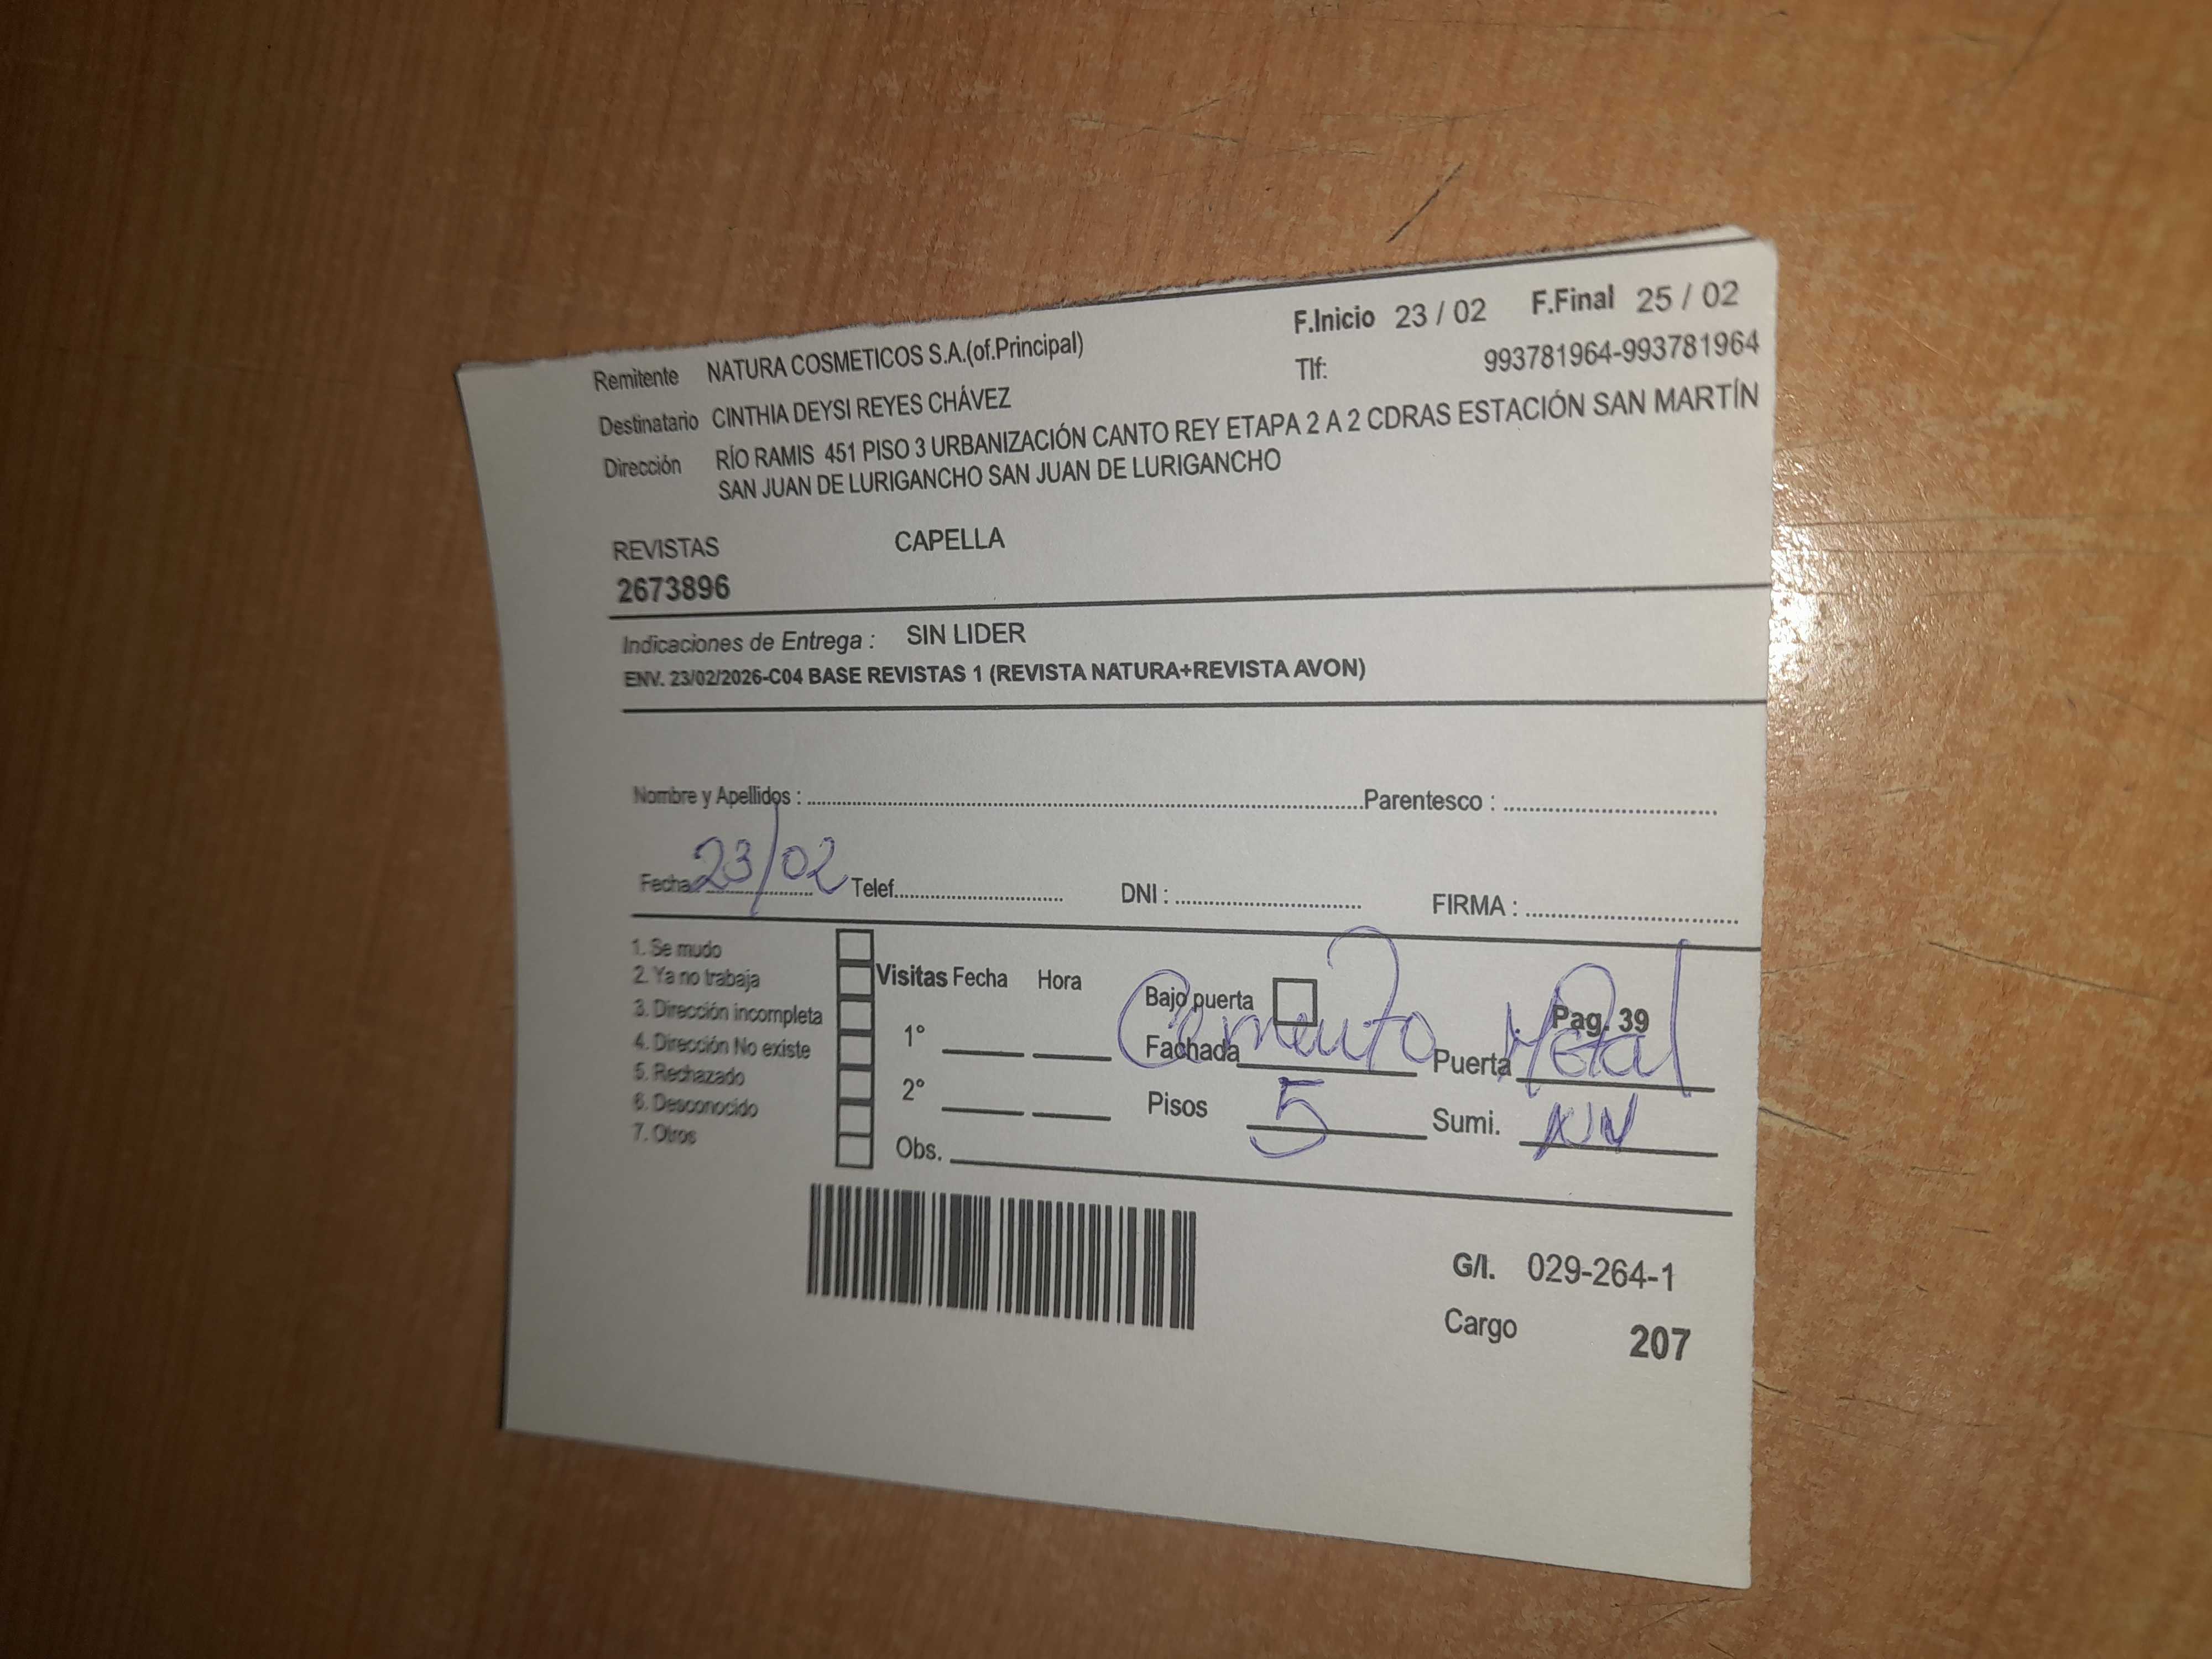 F.Inicio 23 / 02 F.Final 25 / 02
Remitente NATURA COSMETICOS S.A.(of.Principal) Tlf: 993781964-993781964
Destinatario CINTHIA DEYSI REYES CHÁVEZ
Dirección RÍO RAMIS 451 PISO 3 URBANIZACIÓN CANTO REY ETAPA 2 A 2 CDRAS ESTACIÓN SAN MARTÍN
SAN JUAN DE LURIGANCHO SAN JUAN DE LURIGANCHO
REVISTAS CAPELLA
2673896
Indicaciones de Entrega : SIN LIDER
ENV. 23/02/2026-C04 BASE REVISTAS 1 (REVISTA NATURA+REVISTA AVON)
Nombre y Apellidos : Parentesco :
Fecha 23/02 Telef. DNI : FIRMA :
1. Se mudo
2. Ya no trabaja
3. Dirección incompleta
4. Dirección No existe
5. Rechazado
6. Desconocido
7. Otros
Visitas Fecha Hora
1°
2°
Obs.
Bajo puerta Pag. 39
Fachada Cemento Puerta Metal
Pisos 5 Sumi. NN
G/I. 029-264-1
Cargo 207